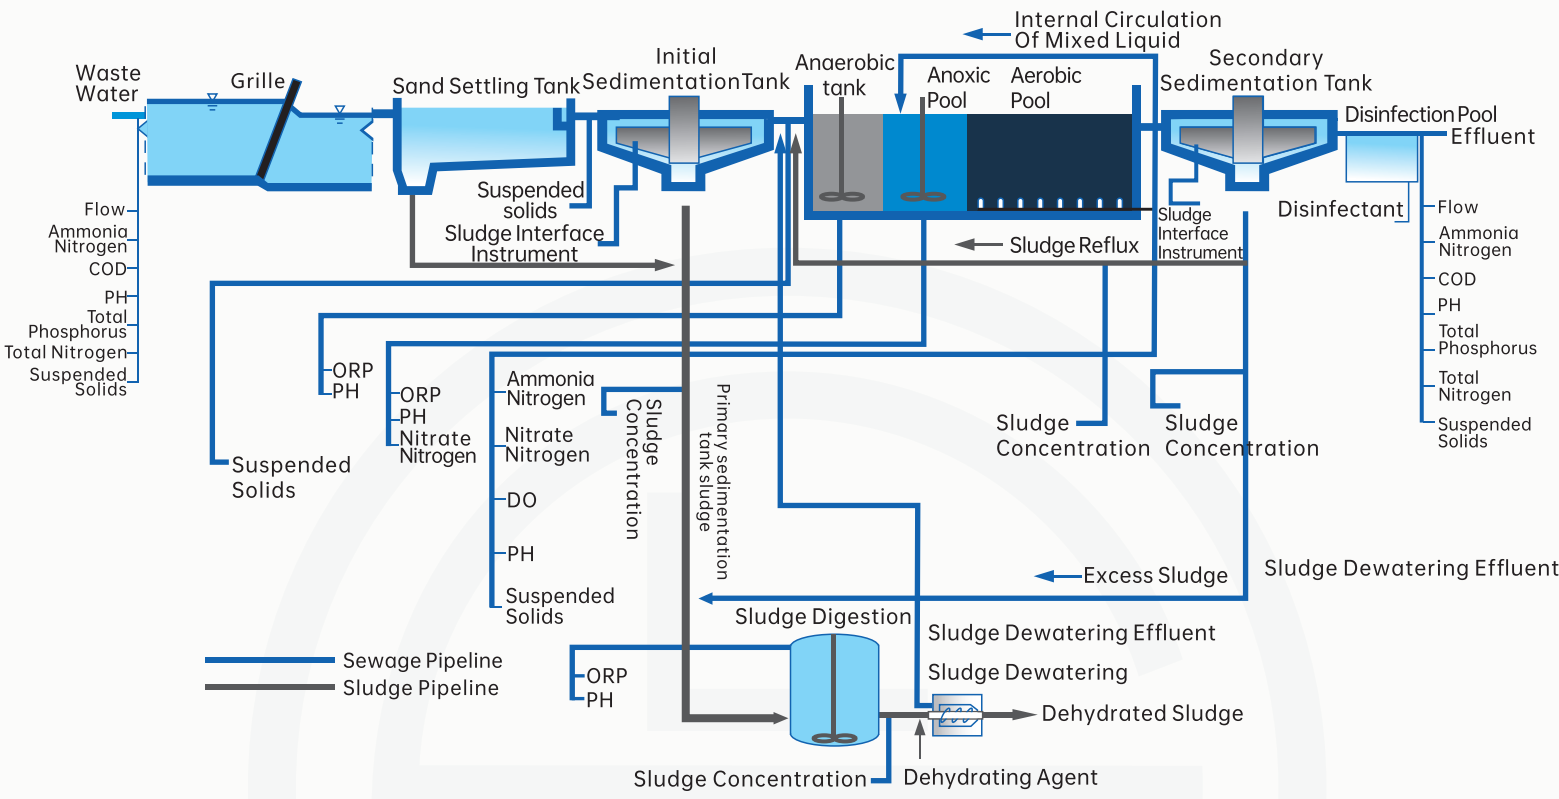 Internal Circulation
Of Mixed Liquid
Waste
Water
Grille
Sand Settling Tank
Initial
Sedimentation Tank
Anaerobic
tank
Anoxic
Pool
Aerobic
Pool
Secondary
Sedimentation Tank
Disinfection Pool
Effluent
Suspended
solids
Sludge Interface
Instrument
Sludge Reflux
Sludge
Interface
Instrument
Disinfectant
Flow
Ammonia
Nitrogen
COD
PH
Total
Phosphorus
Total Nitrogen
Suspended
Solids
Flow
Ammonia
Nitrogen
COD
PH
Total
Phosphorus
Total
Nitrogen
Suspended
Solids
Suspended
Solids
ORP
PH
ORP
PH
Nitrate
Nitrogen
Ammonia
Nitrogen
Nitrate
Nitrogen
DO
PH
Suspended
Solids
Sludge
Concentration
Primary sedimentation
tank sludge
Sludge
Concentration
Sludge
Concentration
Excess Sludge
Sludge Dewatering Effluent
Sludge Digestion
Sludge Dewatering Effluent
Sludge Dewatering
Sewage Pipeline
Sludge Pipeline
ORP
PH
Dehydrated Sludge
Sludge Concentration
Dehydrating Agent